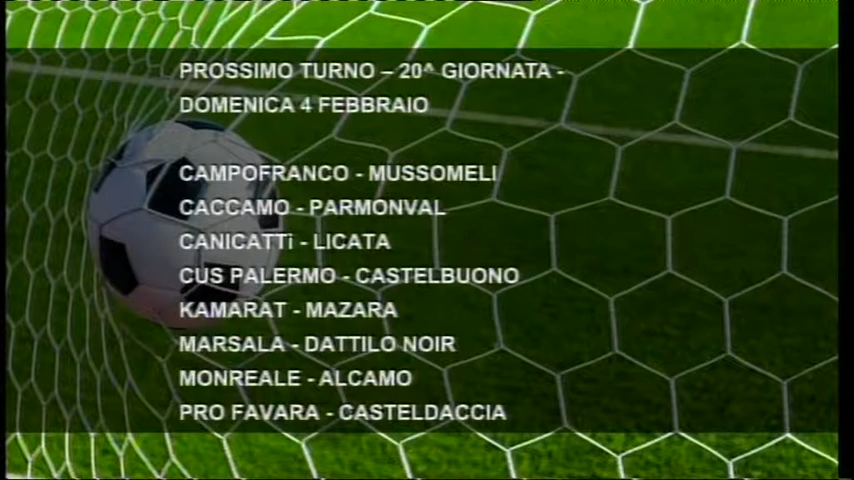 PROSSIMO TURNO – 20^ GIORNATA -
DOMENICA 4 FEBBRAIO
CAMPOFRANCO - MUSSOMELI
CACCAMO - PARMONVAL
CANICATTi - LICATA
CUS PALERMO - CASTELBUONO
KAMARAT - MAZARA
MARSALA - DATTILO NOIR
MONREALE - ALCAMO
PRO FAVARA - CASTELDACCIA